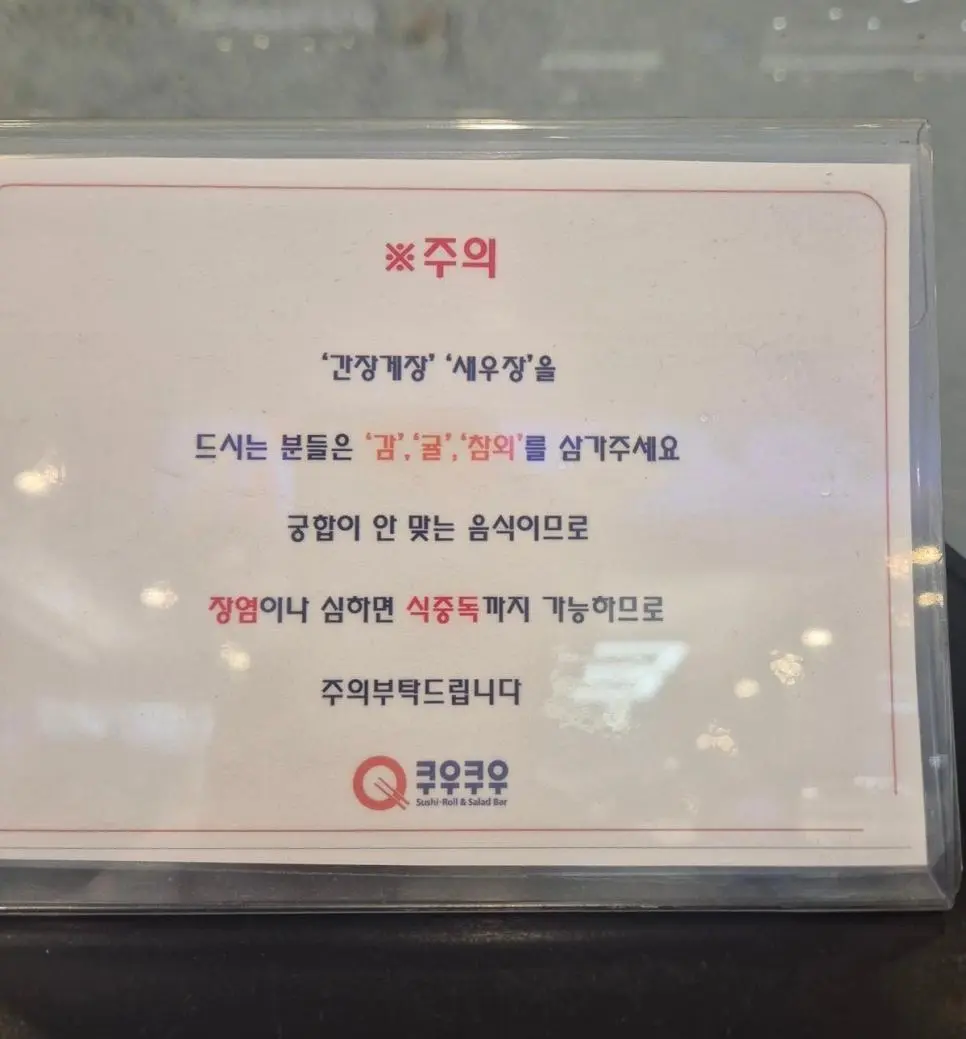 ※주의
‘간장게장’ ‘새우장’을
드시는 분들은 ‘감’,‘귤’,‘참외’를 삼가주세요
궁합이 안 맞는 음식이므로
장염이나 심하면 식중독까지 가능하므로
주의부탁드립니다
쿠우쿠우
Sushi·Roll & Salad Bar